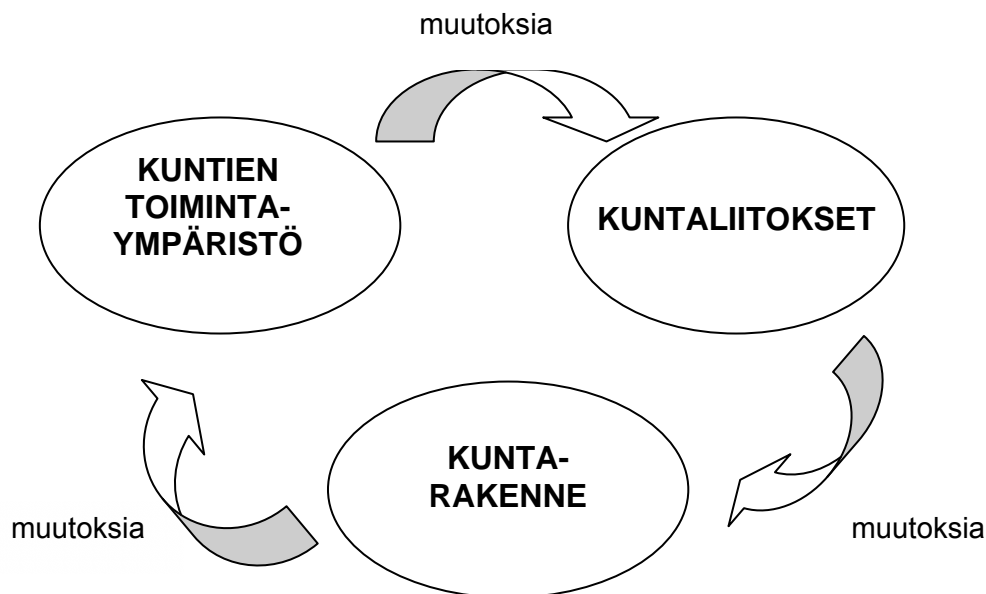 muutoksia
KUNTIEN
TOIMINTA-
YMPÄRISTÖ
KUNTALIITOKSET
KUNTA-
RAKENNE
muutoksia
muutoksia